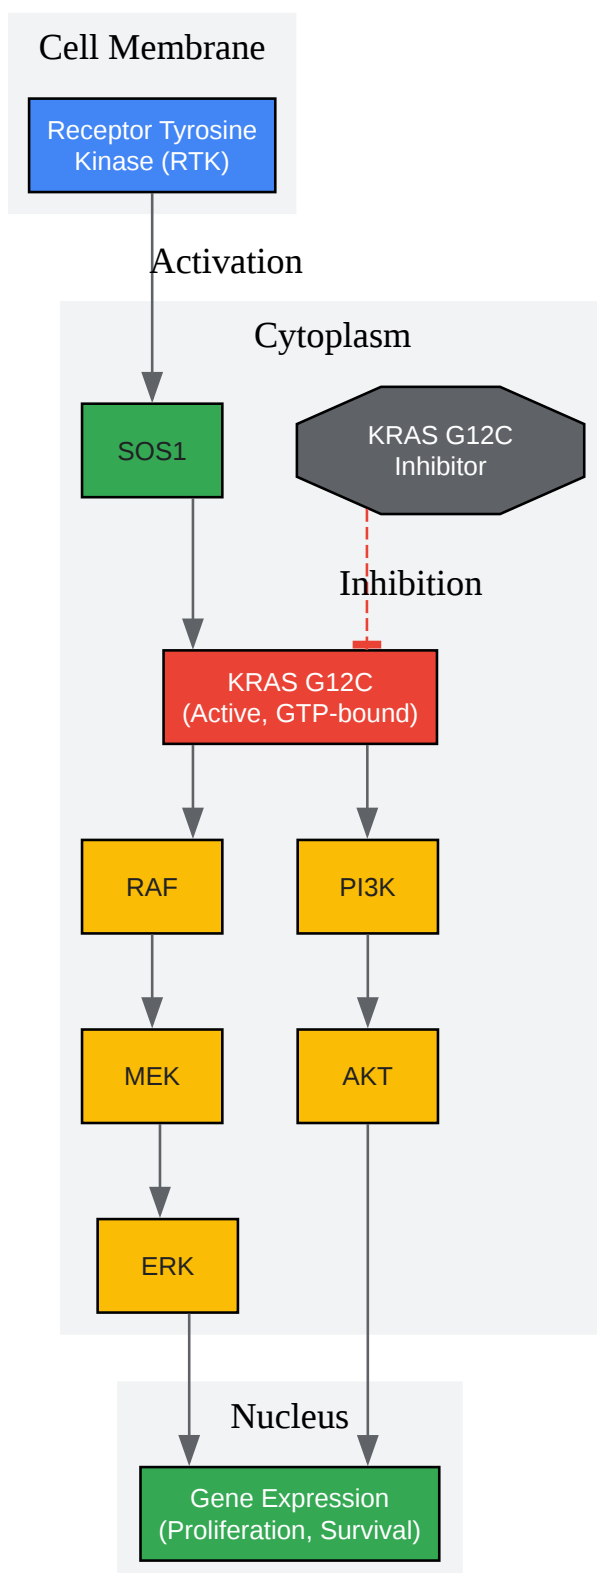 Cell Membrane
Receptor Tyrosine
Kinase (RTK)
Activation
Cytoplasm
SOS1
KRAS G12C
Inhibitor
Inhibition
KRAS G12C
(Active, GTP-bound)
RAF
PI3K
MEK
AKT
ERK
Nucleus
Gene Expression
(Proliferation, Survival)